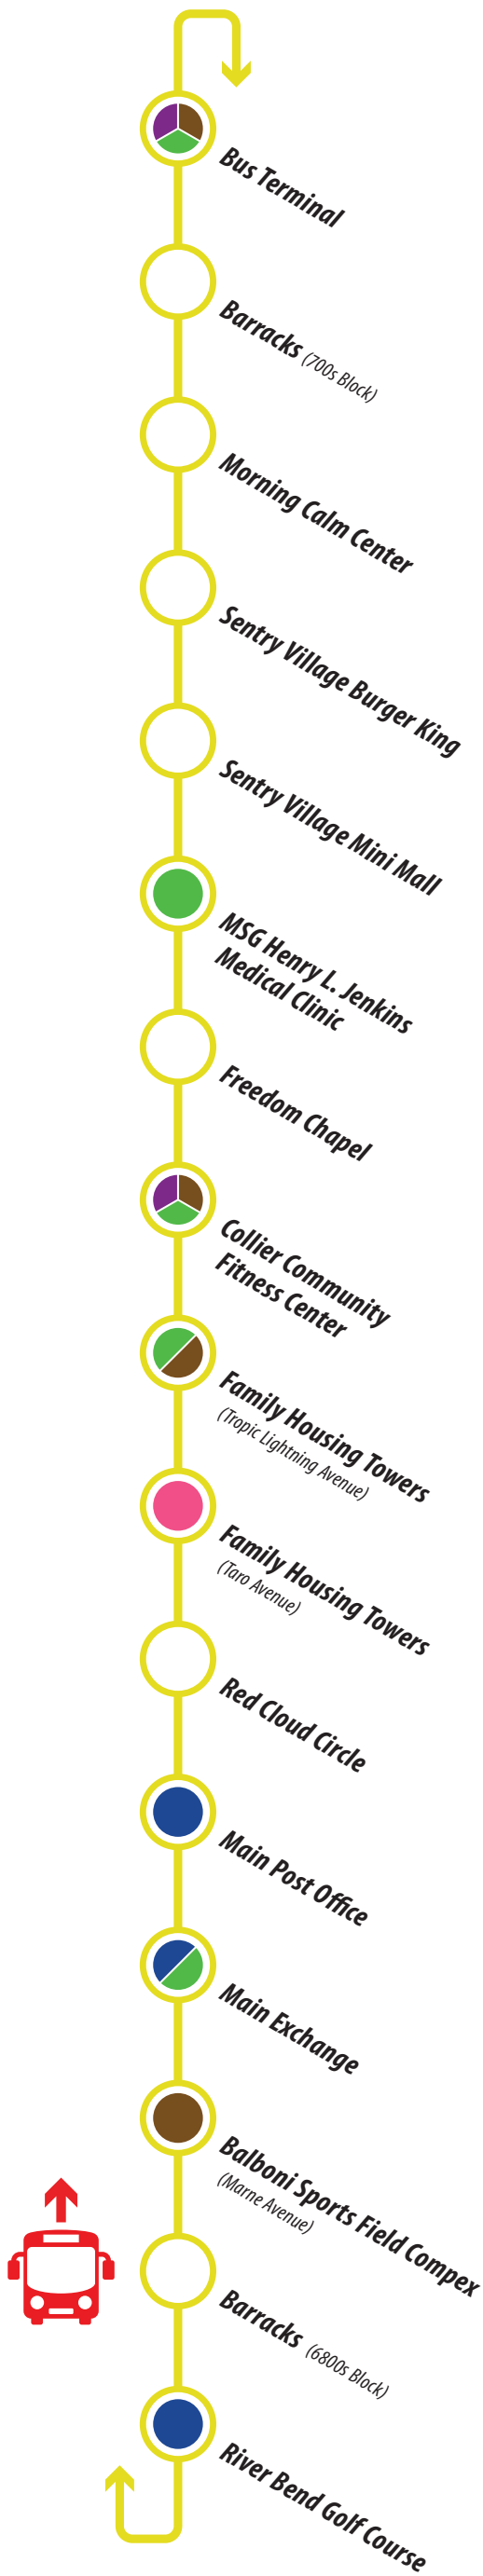 Bus Terminal
Barracks (700s Block)
Morning Calm Center
Sentry Village Burger King
Sentry Village Mini Mall
MSG Henry L. Jenkins
Medical Clinic
Freedom Chapel
Collier Community
Fitness Center
Family Housing Towers
(Tropic Lightning Avenue)
Family Housing Towers
(Taro Avenue)
Red Cloud Circle
Main Post Office
Main Exchange
Balboni Sports Field Compex
(Marne Avenue)
Barracks (6800s Block)
River Bend Golf Course